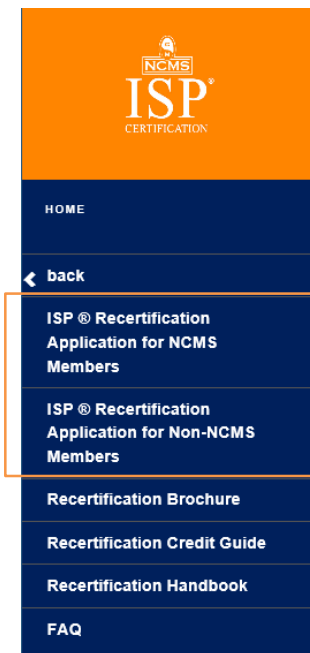 NCMS
ISP®
CERTIFICATION
HOME
back
ISP ® Recertification
Application for NCMS
Members
ISP ® Recertification
Application for Non-NCMS
Members
Recertification Brochure
Recertification Credit Guide
Recertification Handbook
FAQ